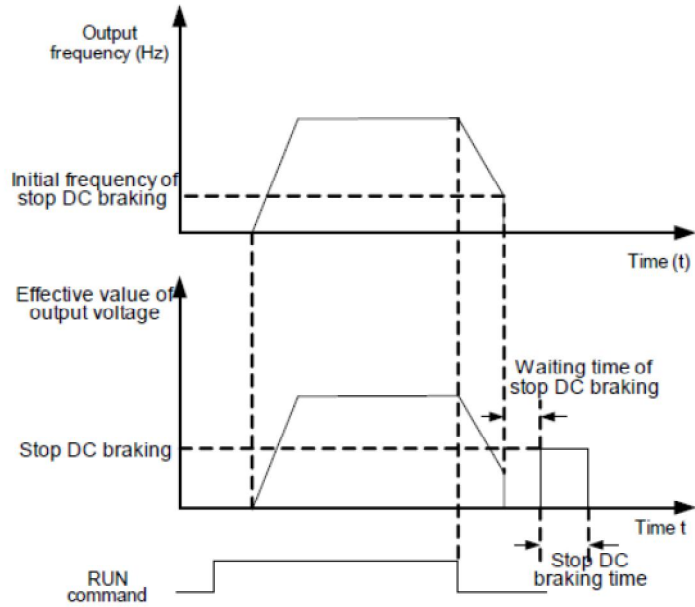 Output
frequency (Hz)
Initial frequency of
stop DC braking
Time (t)
Effective value of
output voltage
Waiting time of
stop DC braking
Stop DC braking
Time t
Stop DC
braking time
RUN
command